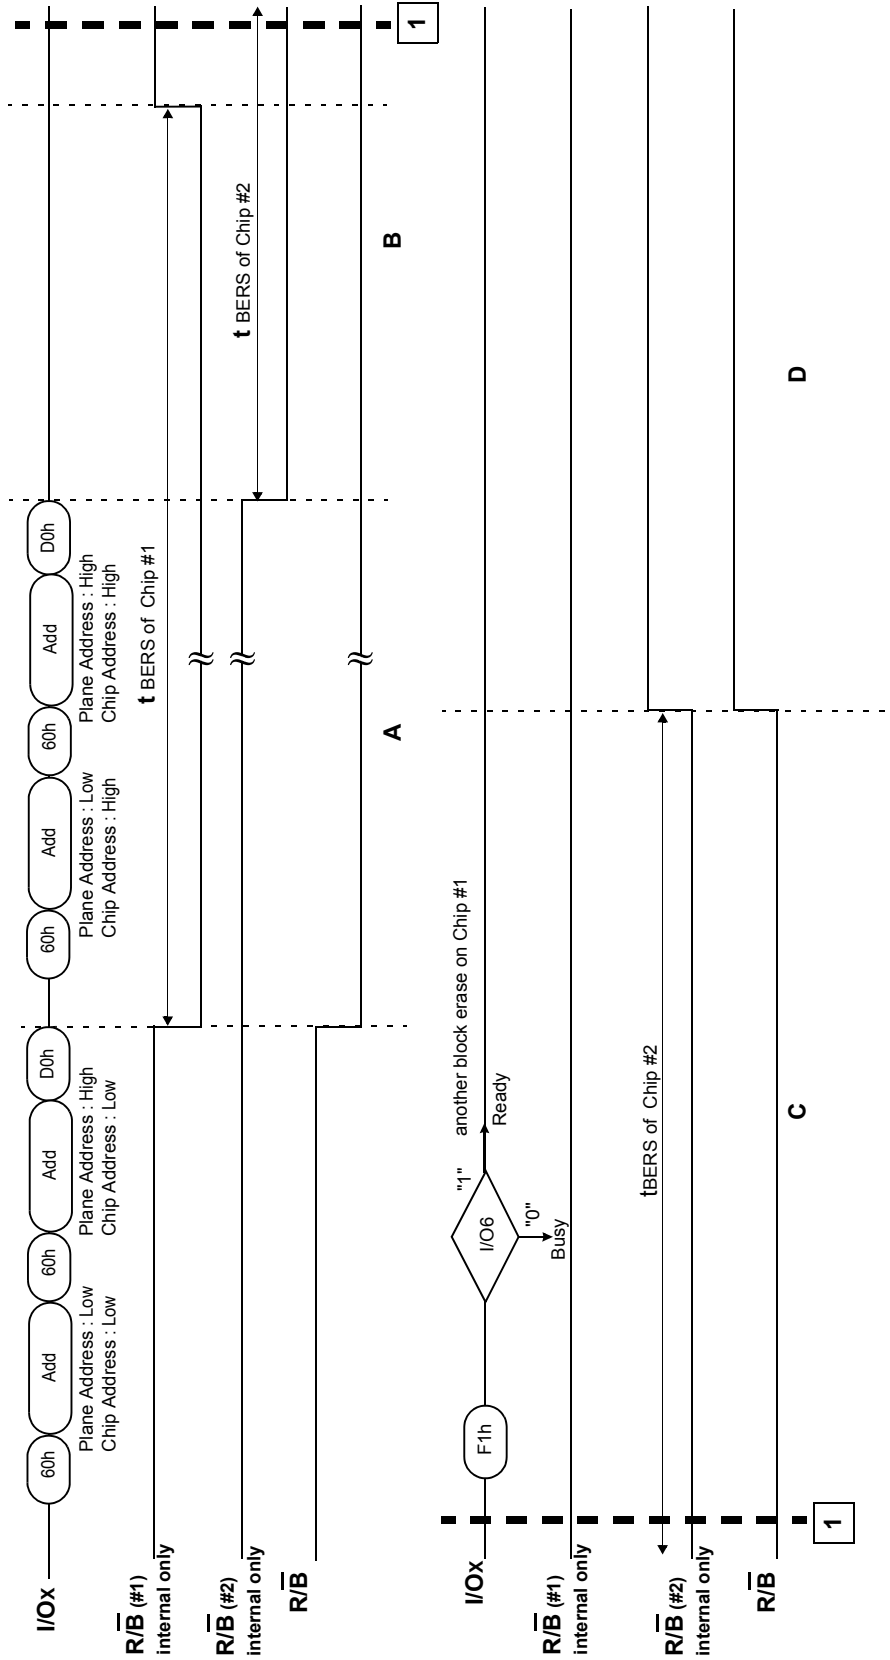 I/Ox
60h
Add
60h
Add
D0h
60h
Add
60h
Add
D0h
Plane Address : Low
Chip Address : Low
Plane Address : High
Chip Address : Low
Plane Address : Low
Chip Address : High
Plane Address : High
Chip Address : High
t BERS of Chip #1
R/B̅ (#1)
internal only
t BERS of Chip #2
R/B̅ (#2)
internal only
R/B̅
A
B
1
I/Ox
F1h
I/O6
"1"
another block erase on Chip #1
Ready
"0"
Busy
R/B̅ (#1)
internal only
tBERS of Chip #2
R/B̅ (#2)
internal only
R/B̅
C
D
1